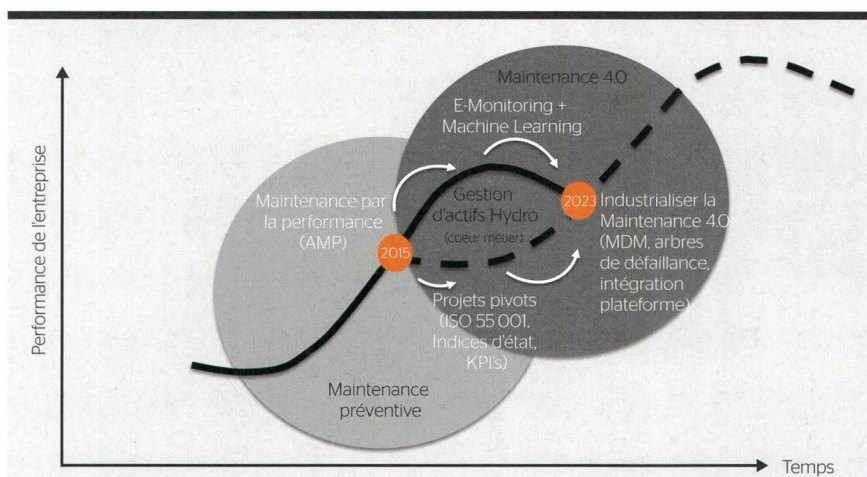 Performance de l'entreprise
Maintenance 4.0
E-Monitoring +
Machine Learning
Maintenance par
la performance
(AMP)
Gestion
d'actifs Hydro
(coeur métier)
2015
2023
Industrialiser la
Maintenance 4.0
(MDM, arbres
de défaillance,
intégration
plateforme)
Projets pivots
(ISO 55 001,
Indices d'état,
KPI's)
Maintenance
préventive
Temps